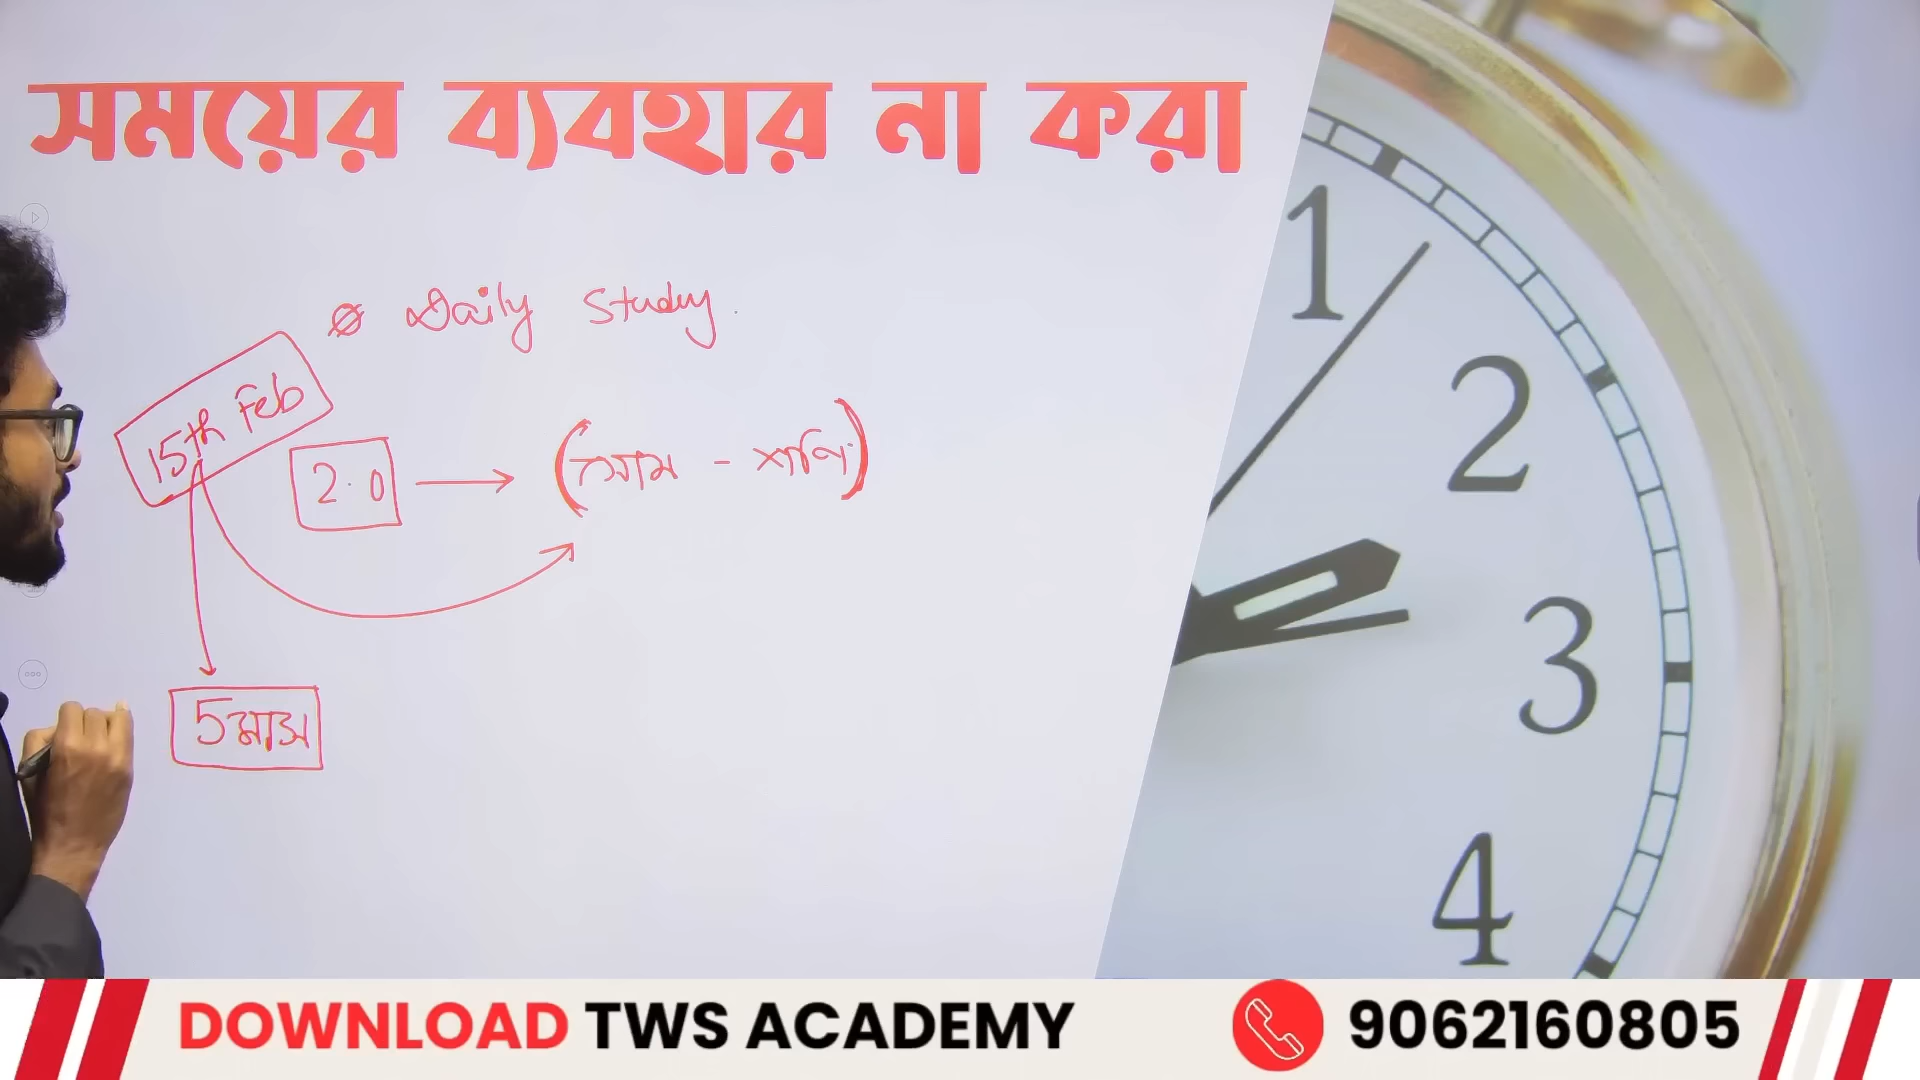 সময়ের ব্যবহার না করা
Daily Study.
15th Feb
2.0 → (সোম - শনি)
5মাস
1
2
3
4
DOWNLOAD TWS ACADEMY 9062160805